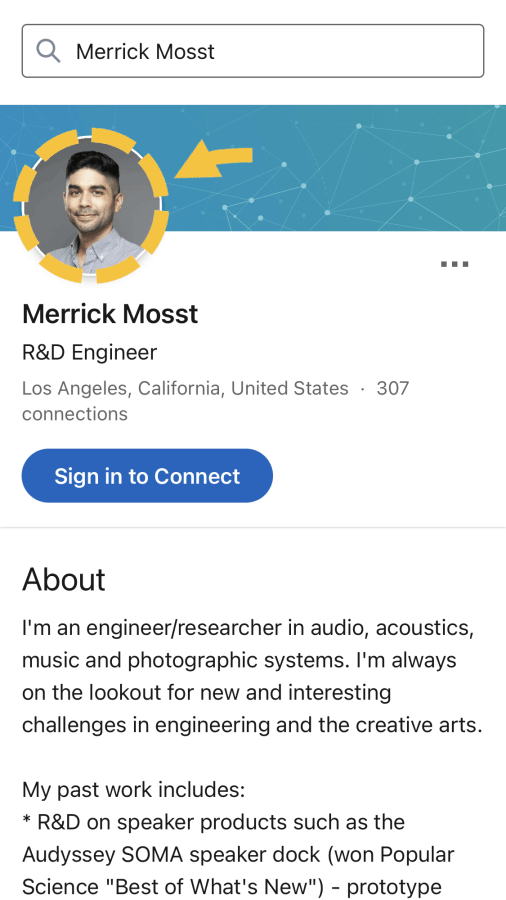 Merrick Mosst
Merrick Mosst
R&D Engineer
Los Angeles, California, United States · 307
connections
Sign in to Connect
About
I'm an engineer/researcher in audio, acoustics,
music and photographic systems. I'm always
on the lookout for new and interesting
challenges in engineering and the creative arts.
My past work includes:
* R&D on speaker products such as the
Audyssey SOMA speaker dock (won Popular
Science "Best of What's New") - prototype